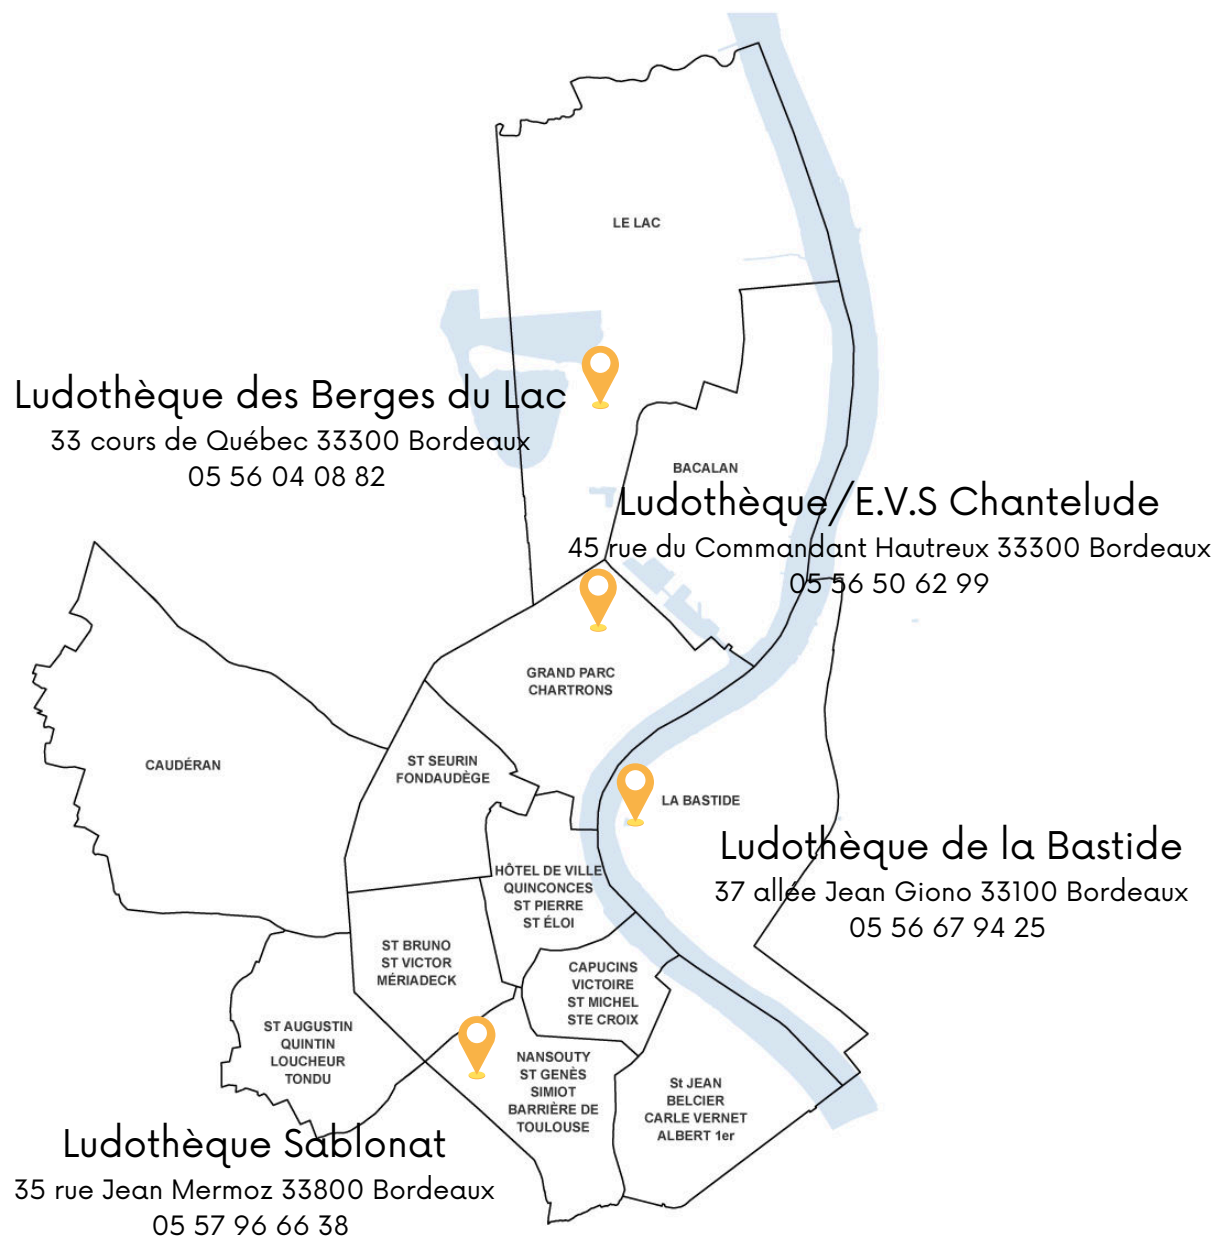 LE LAC
Ludothèque des Berges du Lac
33 cours de Québec 33300 Bordeaux
05 56 04 08 82
BACALAN
Ludothèque/E.V.S Chantelude
45 rue du Commandant Hautreux 33300 Bordeaux
05 56 50 62 99
GRAND PARC
CHARTRONS
CAUDÉRAN
ST SEURIN
FONDAUDÈGE
LA BASTIDE
Ludothèque de la Bastide
37 allée Jean Giono 33100 Bordeaux
05 56 67 94 25
HÔTEL DE VILLE
QUINCONCES
ST PIERRE
ST ÉLOI
ST BRUNO
ST VICTOR
MÉRIADECK
CAPUCINS
VICTOIRE
ST MICHEL
STE CROIX
ST AUGUSTIN
QUINTIN
LOUCHEUR
TONDU
NANSOUTY
ST GENÈS
SIMIOT
BARRIÈRE DE
TOULOUSE
St JEAN
BELCIER
CARLE VERNET
ALBERT 1er
Ludothèque Sablonat
35 rue Jean Mermoz 33800 Bordeaux
05 57 96 66 38